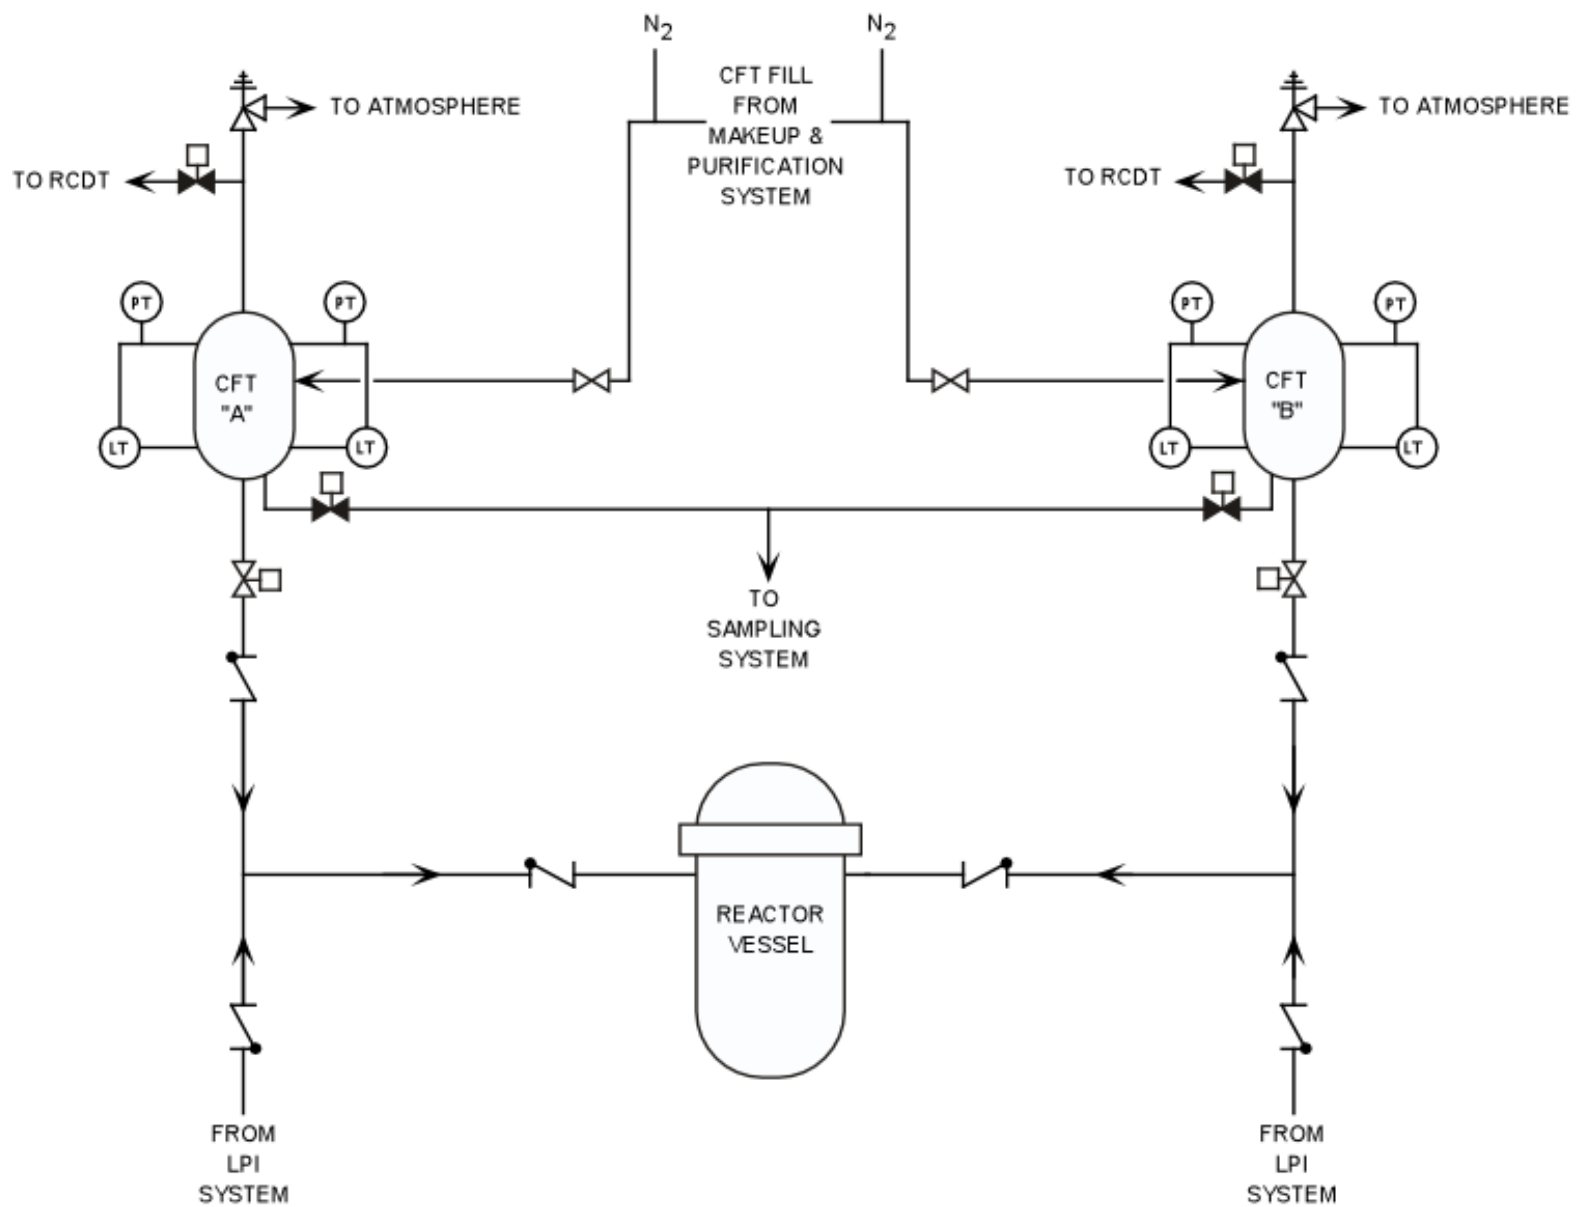 N2
N2
CFT FILL
FROM
MAKEUP &
PURIFICATION
SYSTEM
TO ATMOSPHERE
TO ATMOSPHERE
TO RCDT
TO RCDT
PT
PT
PT
PT
CFT
"A"
CFT
"B"
LT
LT
LT
LT
TO
SAMPLING
SYSTEM
REACTOR
VESSEL
FROM
LPI
SYSTEM
FROM
LPI
SYSTEM